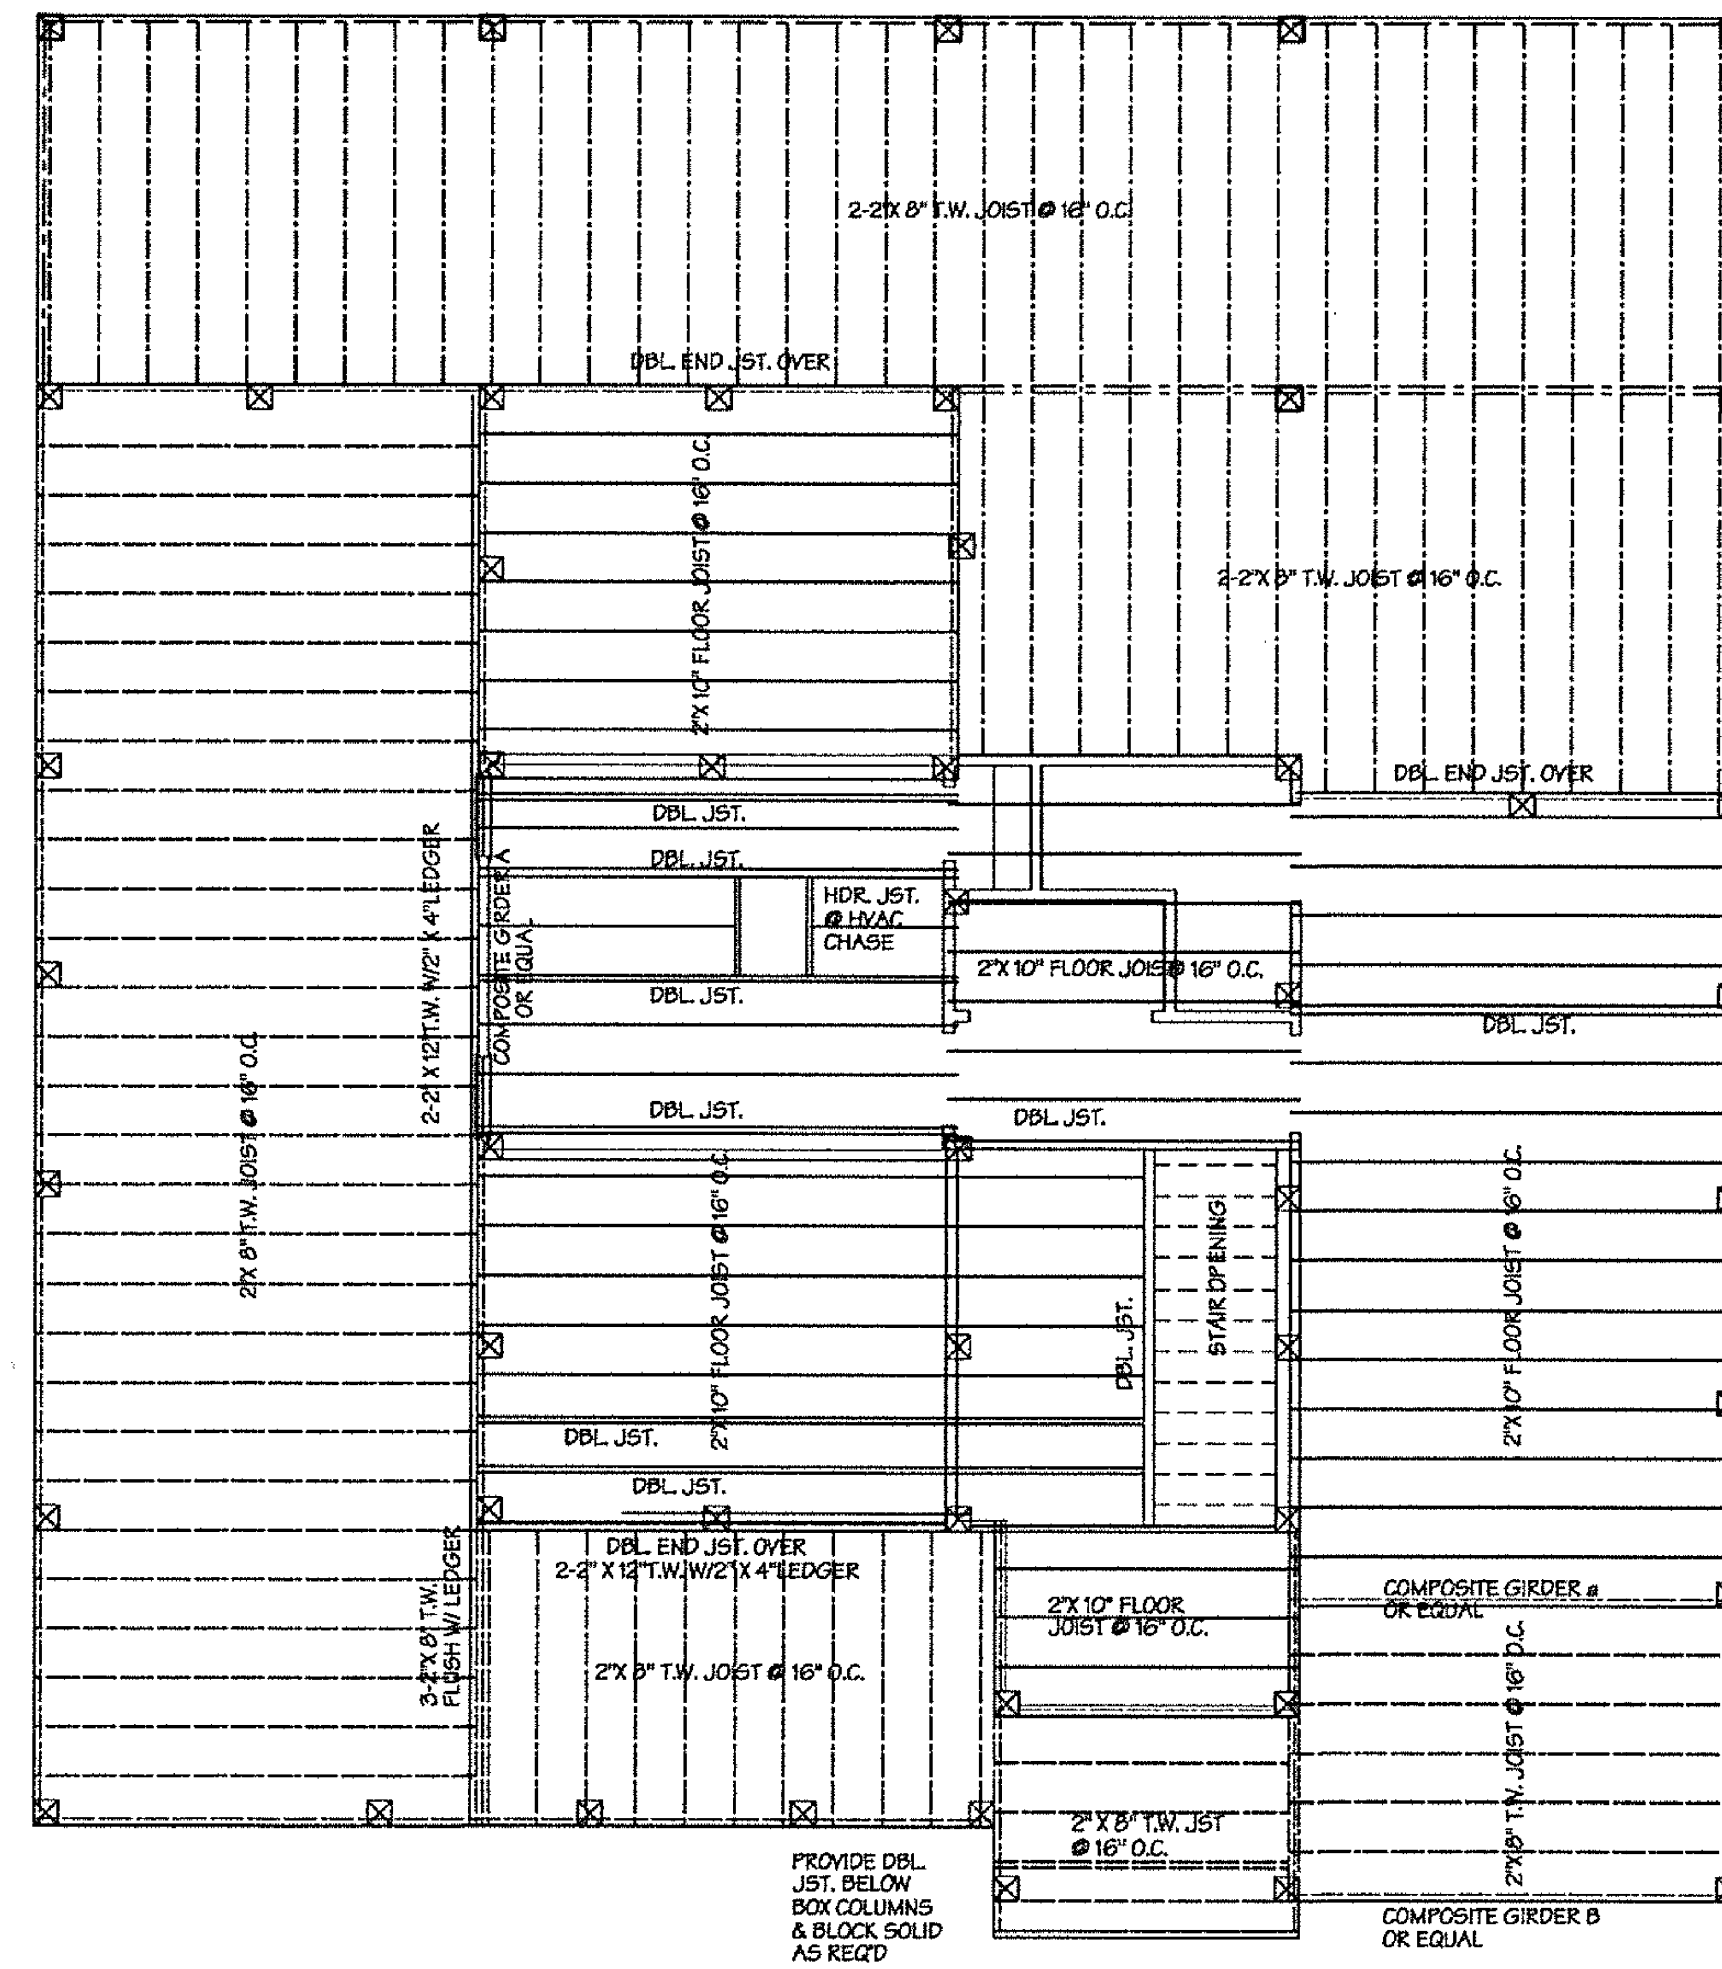 2-2"X 8" T.W. JOIST @ 16" O.C.
DBL. END JST. OVER
2"X 10" FLOOR JOIST @ 16" O.C.
2-2"X 8" T.W. JOIST @ 16" O.C.
DBL. END JST. OVER
DBL. JST.
DBL. JST.
HDR. JST.
@ HVAC
CHASE
2-2" X 12" T.W. W/2" X 4" LEDGER
COMPOSITE GIRDER A
OR EQUAL
2"X 10" FLOOR JOIST @ 16" O.C.
DBL. JST.
DBL. JST.
2"X 8" T.W. JOIST @ 16" O.C.
DBL. JST.
DBL. JST.
2"X 10" FLOOR JOIST @ 16" O.C.
STAIR OPENING
DBL. JST.
2"X 10" FLOOR JOIST @ 16" O.C.
DBL. JST.
DBL. JST.
DBL. END JST. OVER
2-2" X 12" T.W. W/2" X 4" LEDGER
3-2"X 8" T.W.
FLUSH W/ LEDGER
2"X 8" T.W. JOIST @ 16" O.C.
2"X 10" FLOOR
JOIST @ 16" O.C.
COMPOSITE GIRDER
OR EQUAL
2"X 8" T.W. JOIST @ 16" O.C.
2" X 8" T.W. JST
@ 16" O.C.
PROVIDE DBL.
JST. BELOW
BOX COLUMNS
& BLOCK SOLID
AS REQ'D
COMPOSITE GIRDER B
OR EQUAL